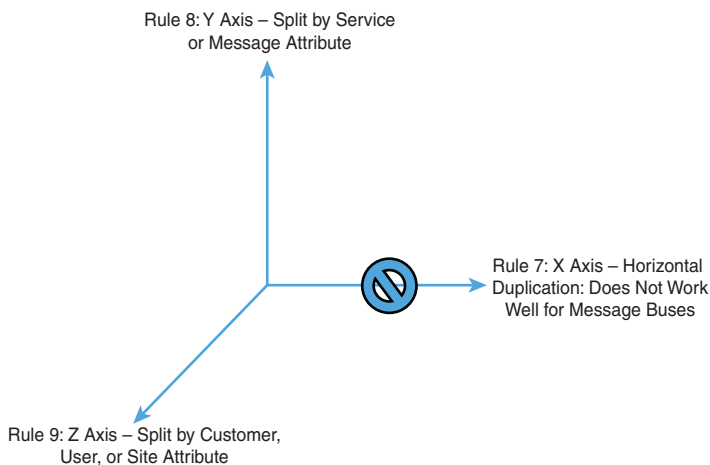 Rule 8: Y Axis – Split by Service
or Message Attribute
Rule 7: X Axis – Horizontal
Duplication: Does Not Work
Well for Message Buses
Rule 9: Z Axis – Split by Customer,
User, or Site Attribute